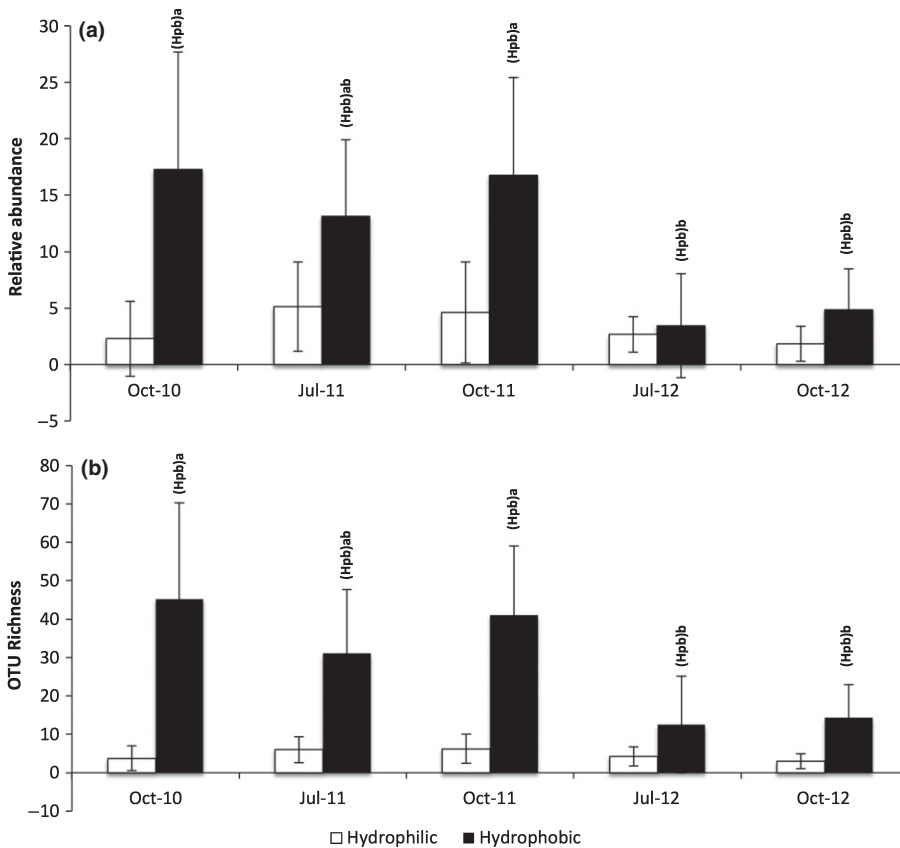 (a)
Relative abundance
30
25
20
15
10
5
0
−5
(Hpb)a
(Hpb)ab
(Hpb)a
(Hpb)b
(Hpb)b
Oct-10 Jul-11 Oct-11 Jul-12 Oct-12
(b)
OTU Richness
80
70
60
50
40
30
20
10
0
−10
(Hpb)a
(Hpb)ab
(Hpb)a
(Hpb)b
(Hpb)b
Oct-10 Jul-11 Oct-11 Jul-12 Oct-12
Hydrophilic Hydrophobic